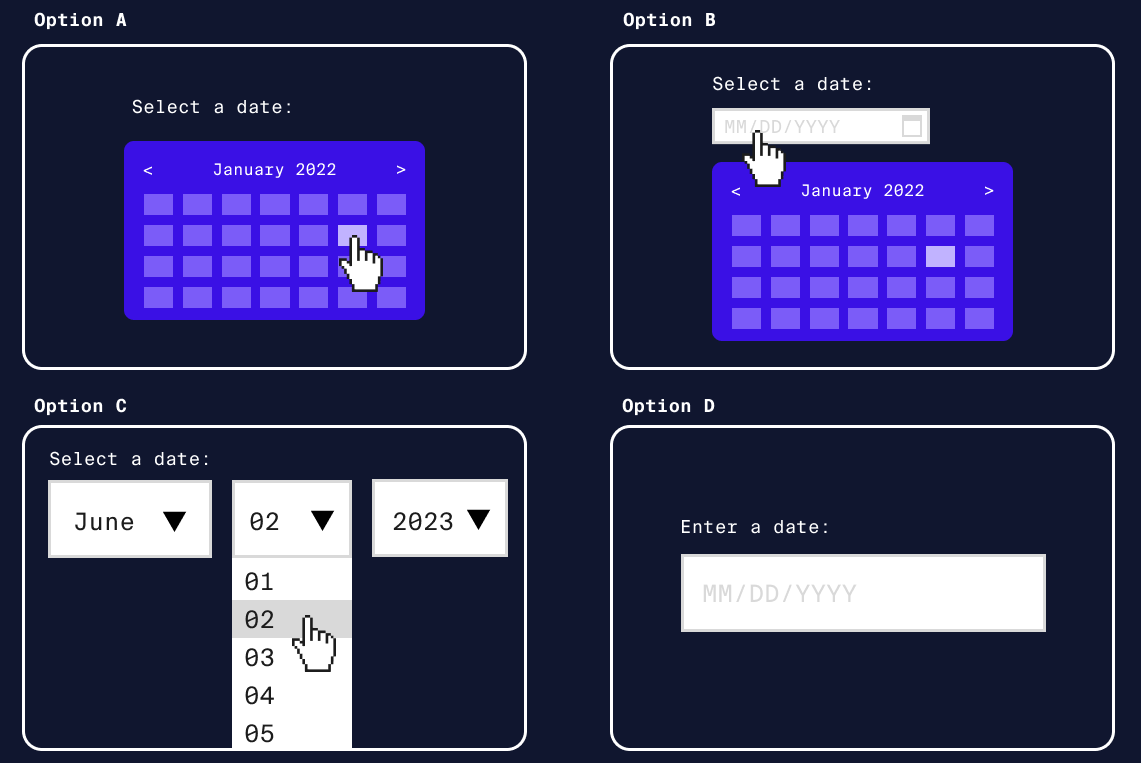 Option A
Select a date:
< January 2022 >
Option B
Select a date:
MM/DD/YYYY
< January 2022 >
Option C
Select a date:
June 02 2023
01
02
03
04
05
Option D
Enter a date:
MM/DD/YYYY